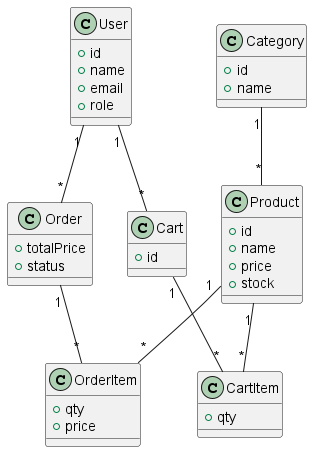 C User
+ id
+ name
+ email
+ role
C Category
+ id
+ name
1
1
1
*
*
*
C Order
+ totalPrice
+ status
C Cart
+ id
C Product
+ id
+ name
+ price
+ stock
1
1
1
1
*
*
*
*
C OrderItem
+ qty
+ price
C CartItem
+ qty